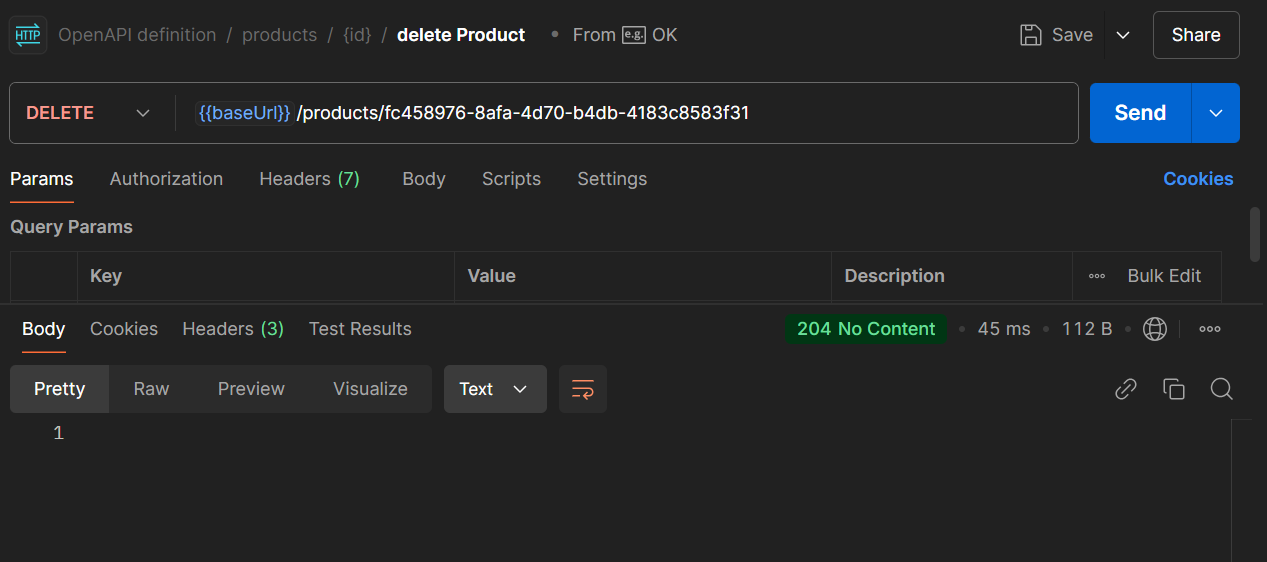 HTTP OpenAPI definition / products / {id} / delete Product • From e.g. OK Save Share
DELETE {{baseUrl}} /products/fc458976-8afa-4d70-b4db-4183c8583f31 Send
Params Authorization Headers (7) Body Scripts Settings Cookies
Query Params
Key Value Description Bulk Edit
Body Cookies Headers (3) Test Results 204 No Content • 45 ms • 112 B •
Pretty Raw Preview Visualize Text
1